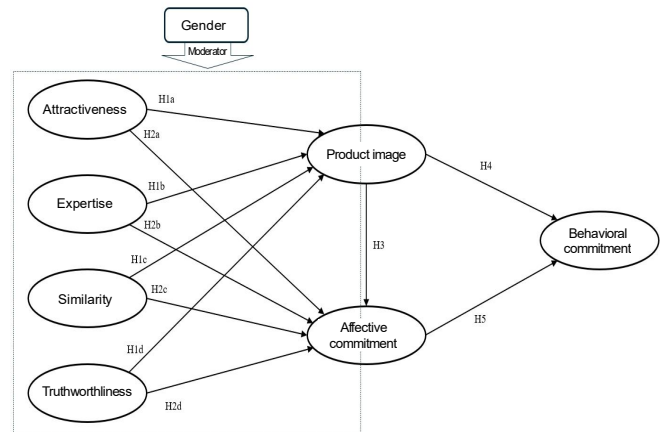 Gender
Moderator
Attractiveness
H1a
H2a
Product image
H4
Expertise
H1b
H2b
H3
Behavioral
commitment
H1c
Similarity
H2c
H5
Affective
commitment
H1d
Truthworthliness
H2d